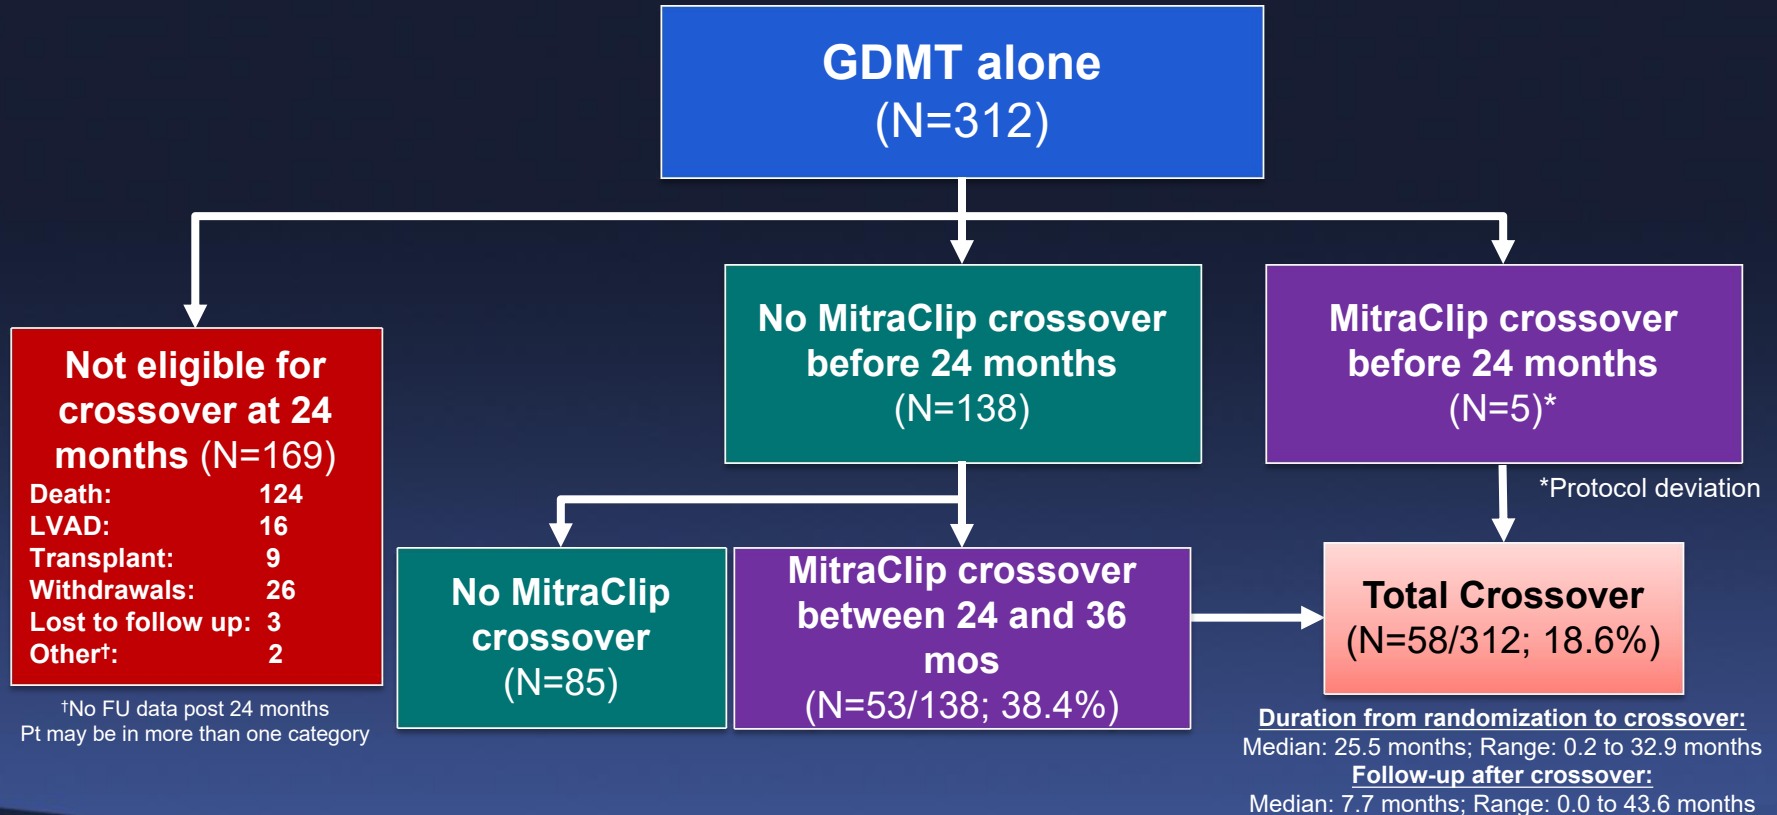 GDMT alone
(N=312)
Not eligible for
crossover at 24
months (N=169)
Death: 124
LVAD: 16
Transplant: 9
Withdrawals: 26
Lost to follow up: 3
Other†: 2
†No FU data post 24 months
Pt may be in more than one category
No MitraClip crossover
before 24 months
(N=138)
MitraClip crossover
before 24 months
(N=5)*
*Protocol deviation
No MitraClip
crossover
(N=85)
MitraClip crossover
between 24 and 36
mos
(N=53/138; 38.4%)
Total Crossover
(N=58/312; 18.6%)
Duration from randomization to crossover:
Median: 25.5 months; Range: 0.2 to 32.9 months
Follow-up after crossover:
Median: 7.7 months; Range: 0.0 to 43.6 months